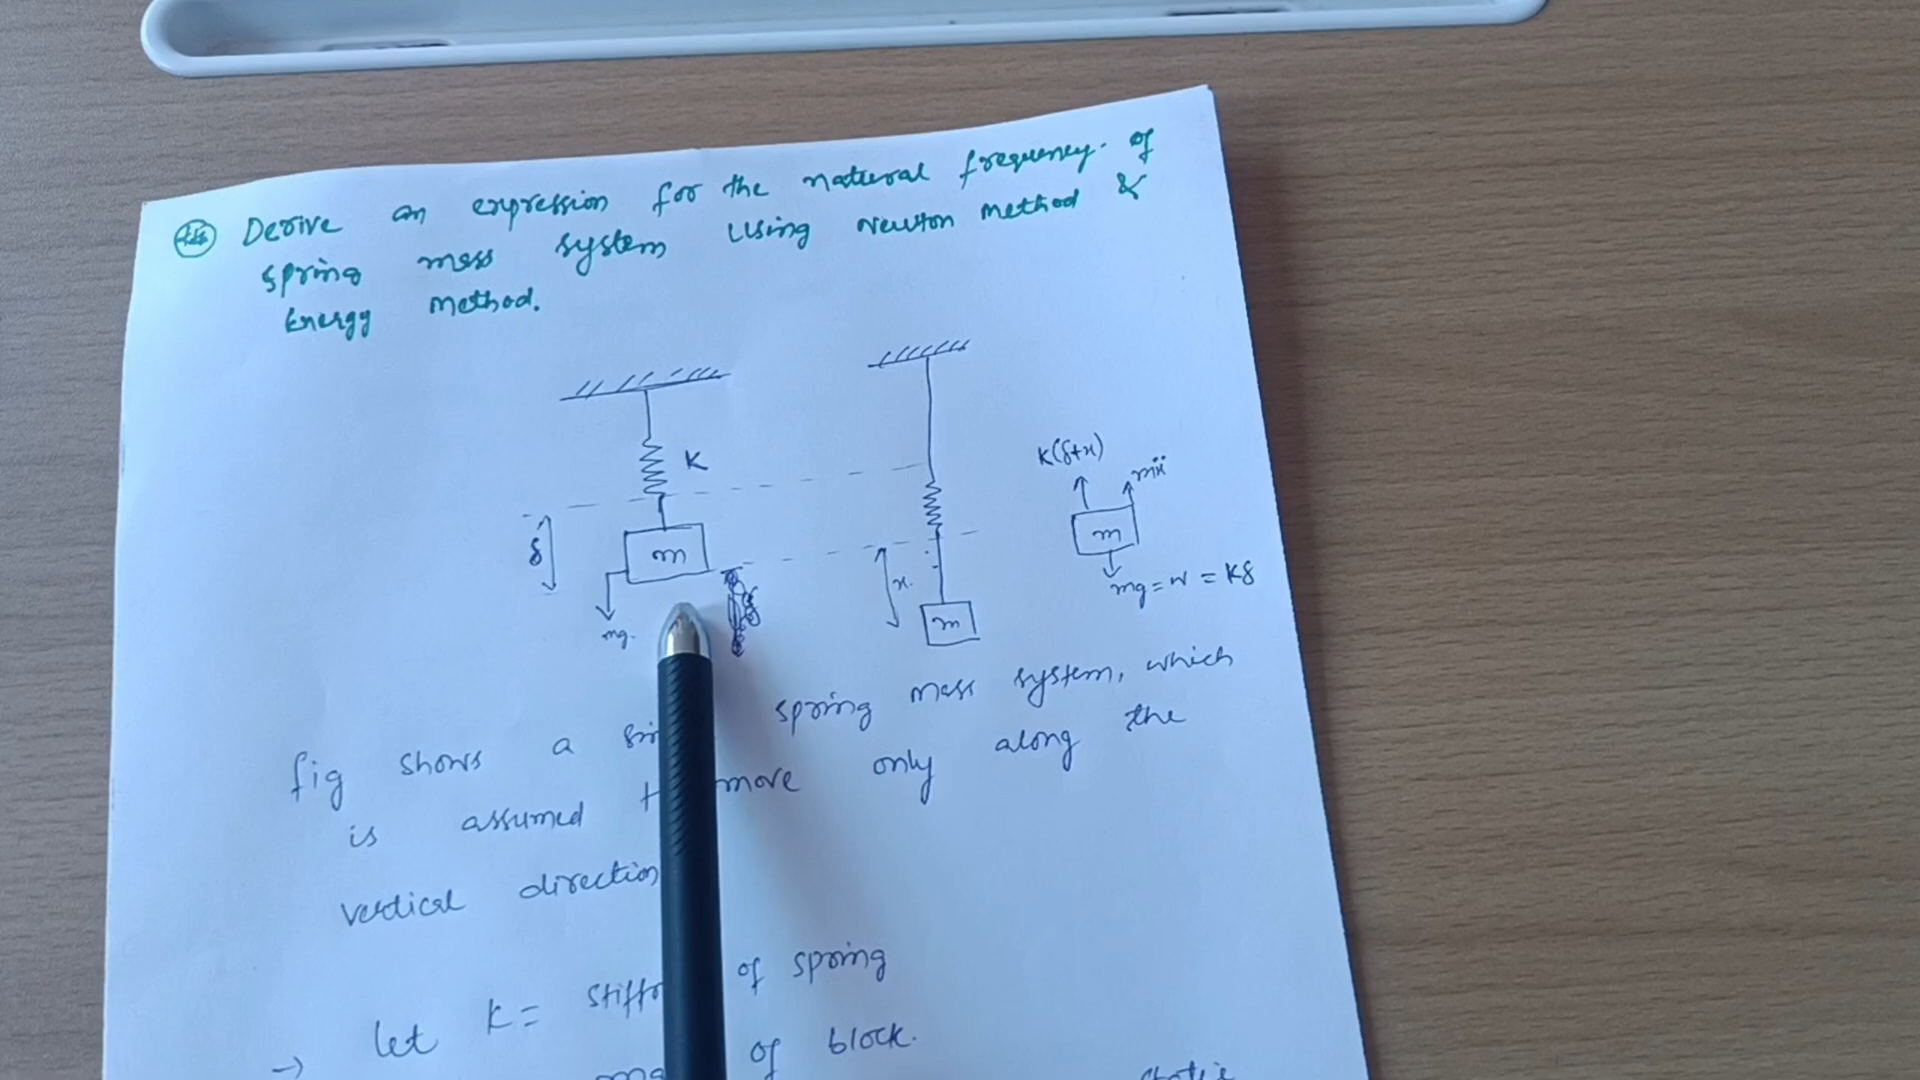 Derive an expression for the natural frequency of
spring mass system using Newton method &
Energy method.
K
δ
m
mg
x
m
k(δ+x)
mẍ
m
mg = W = Kδ
fig shows a spring mass system, which
is assumed move only along the
vertical direction
→ let k = of spring
of block.